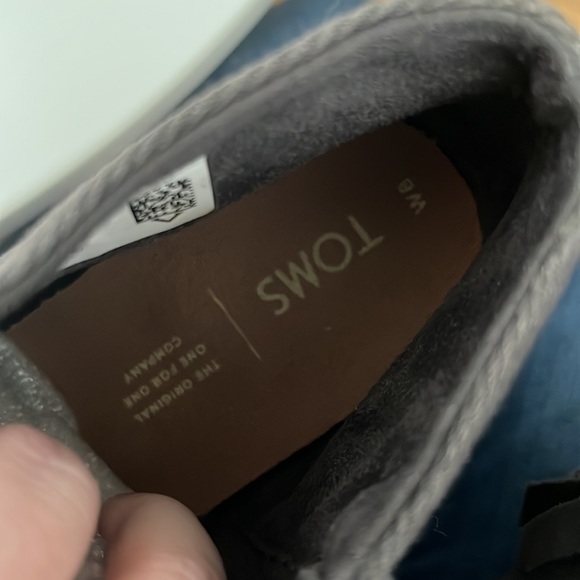 W8
TOMS
THE ORIGINAL
ONE FOR ONE
COMPANY